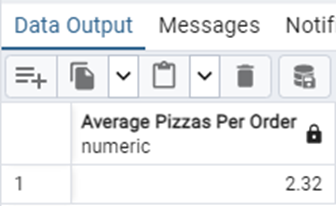 Data Output Messages Notif
Average Pizzas Per Order
numeric
1 2.32